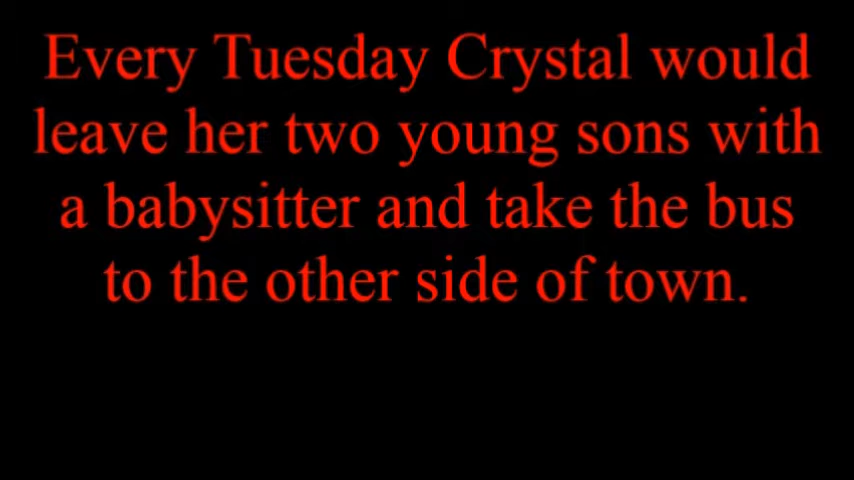 Every Tuesday Crystal would
leave her two young sons with
a babysitter and take the bus
to the other side of town.